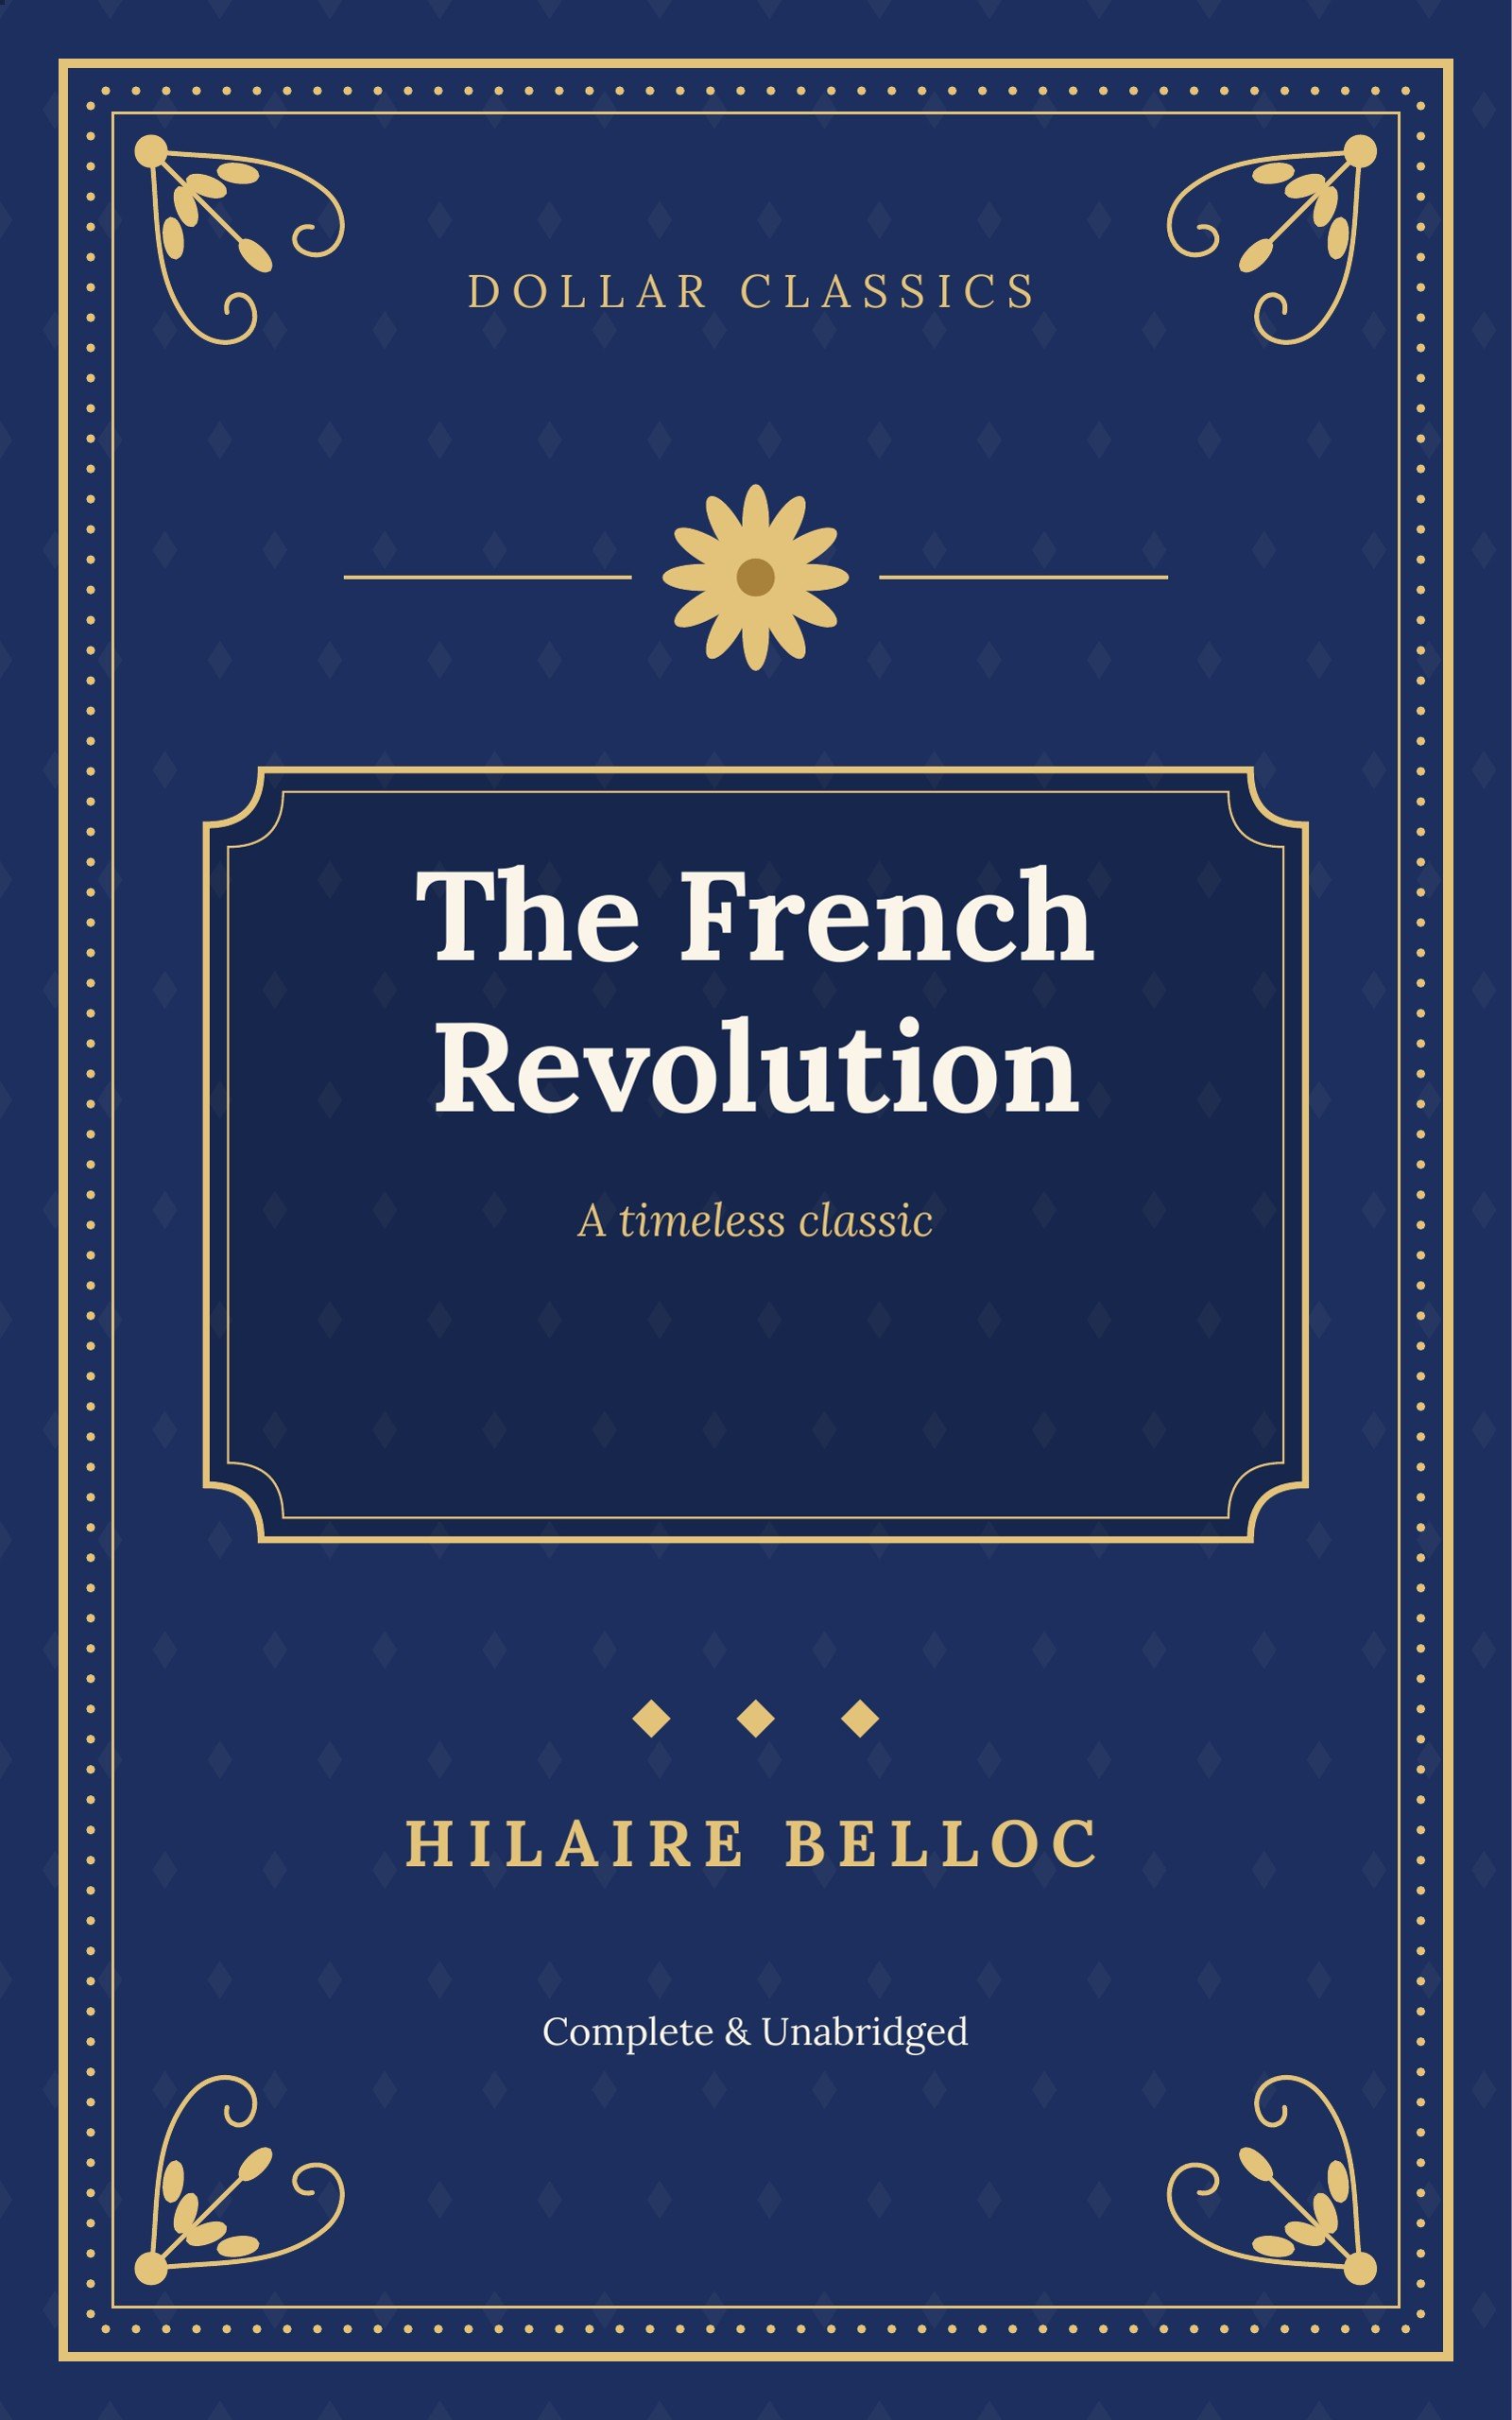 DOLLAR CLASSICS
The French
Revolution
A timeless classic
HILAIRE BELLOC
Complete & Unabridged